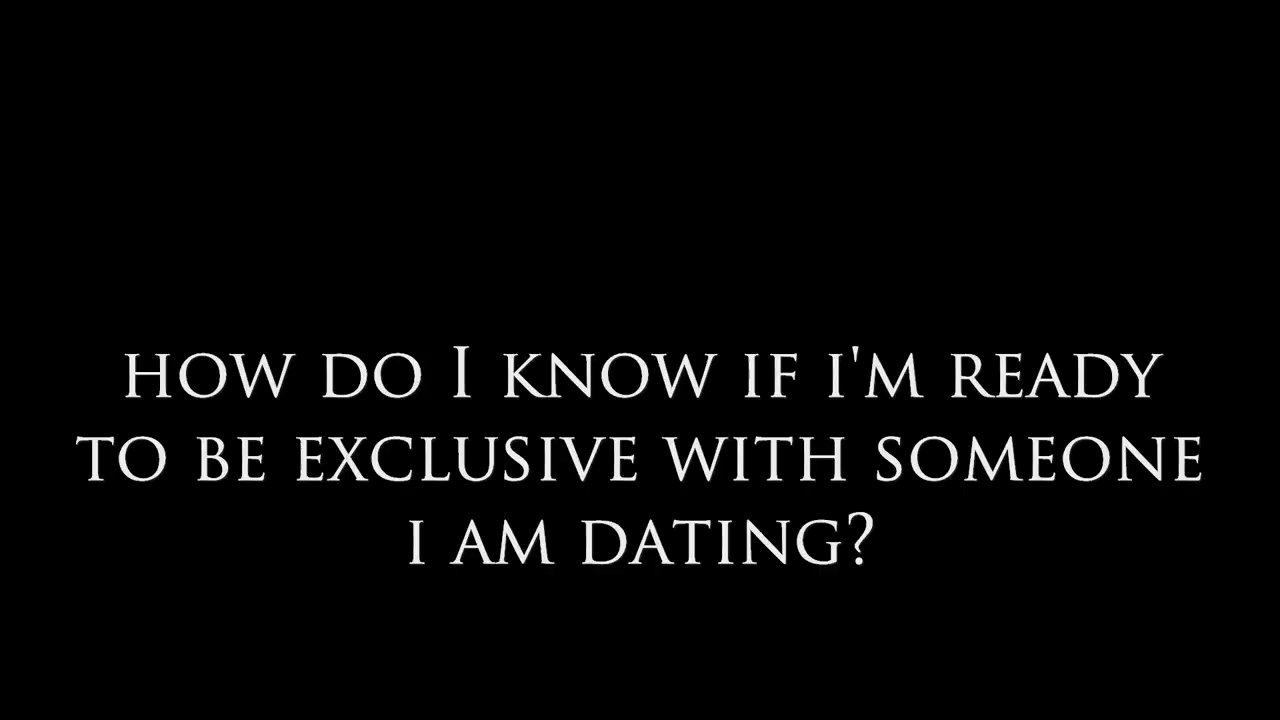 HOW DO I KNOW IF I'M READY
TO BE EXCLUSIVE WITH SOMEONE
I AM DATING?